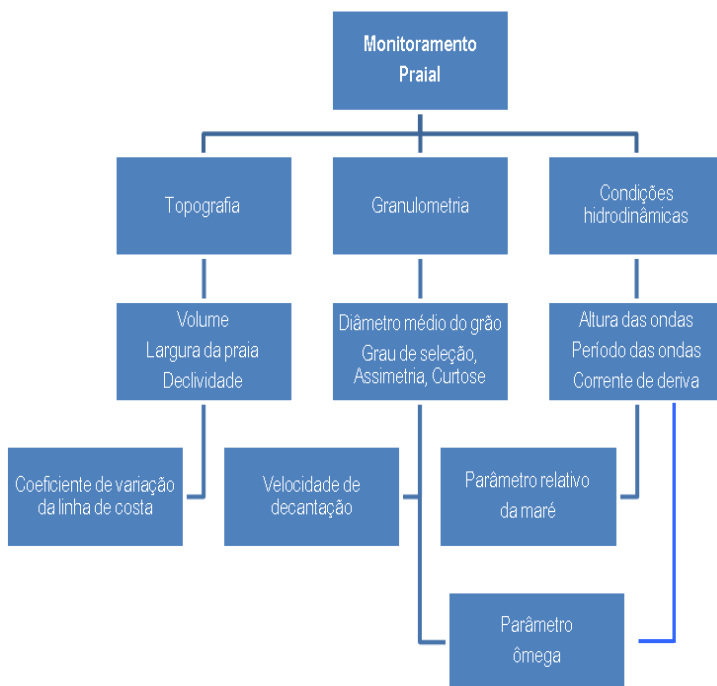 Monitoramento
Praial
Topografia
Granulometria
Condições
hidrodinâmicas
Volume
Largura da praia
Declividade
Diâmetro médio do grão
Grau de seleção,
Assimetria, Curtose
Altura das ondas
Período das ondas
Corrente de deriva
Coeficiente de variação
da linha de costa
Velocidade de
decantação
Parâmetro relativo
da maré
Parâmetro
ômega